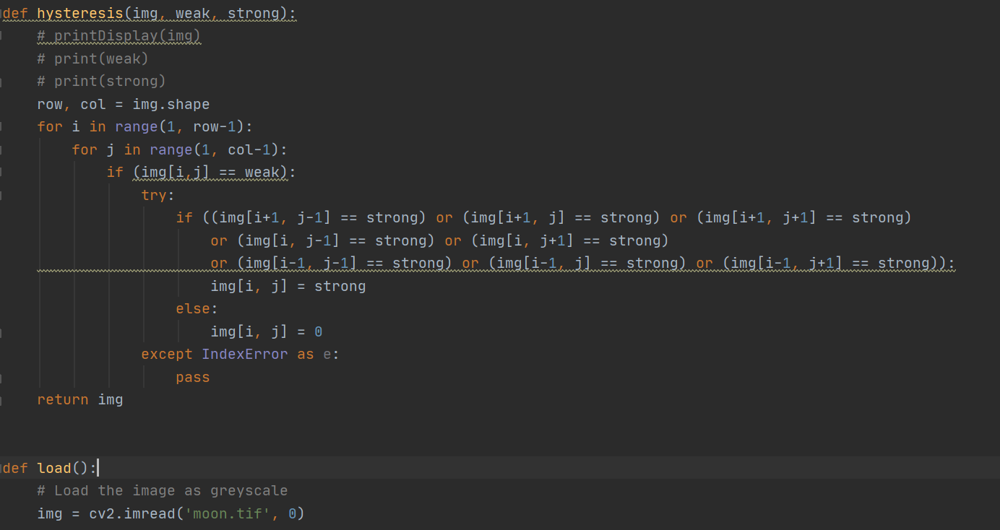 def hysteresis(img, weak, strong):
    # printDisplay(img)
    # print(weak)
    # print(strong)
    row, col = img.shape
    for i in range(1, row-1):
        for j in range(1, col-1):
            if (img[i,j] == weak):
                try:
                    if ((img[i+1, j-1] == strong) or (img[i+1, j] == strong) or (img[i+1, j+1] == strong)
                        or (img[i, j-1] == strong) or (img[i, j+1] == strong)
                        or (img[i-1, j-1] == strong) or (img[i-1, j] == strong) or (img[i-1, j+1] == strong)):
                        img[i, j] = strong
                    else:
                        img[i, j] = 0
                except IndexError as e:
                    pass
    return img
def load():
    # Load the image as greyscale
    img = cv2.imread('moon.tif', 0)